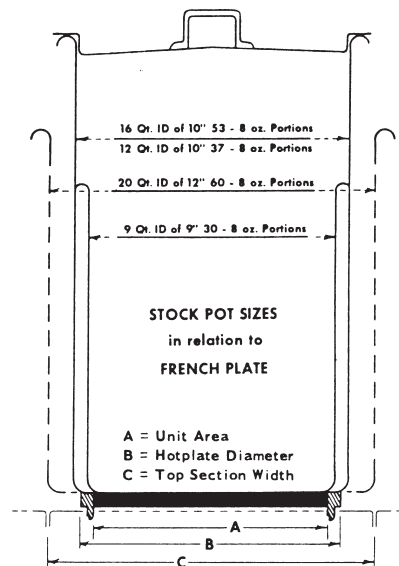 16 Qt. ID of 10" 53 - 8 oz. Portions
12 Qt. ID of 10" 37 - 8 oz. Portions
20 Qt. ID of 12" 60 - 8 oz. Portions
9 Qt. ID of 9" 30 - 8 oz. Portions
STOCK POT SIZES
in relation to
FRENCH PLATE
A = Unit Area
B = Hotplate Diameter
C = Top Section Width
A
B
C